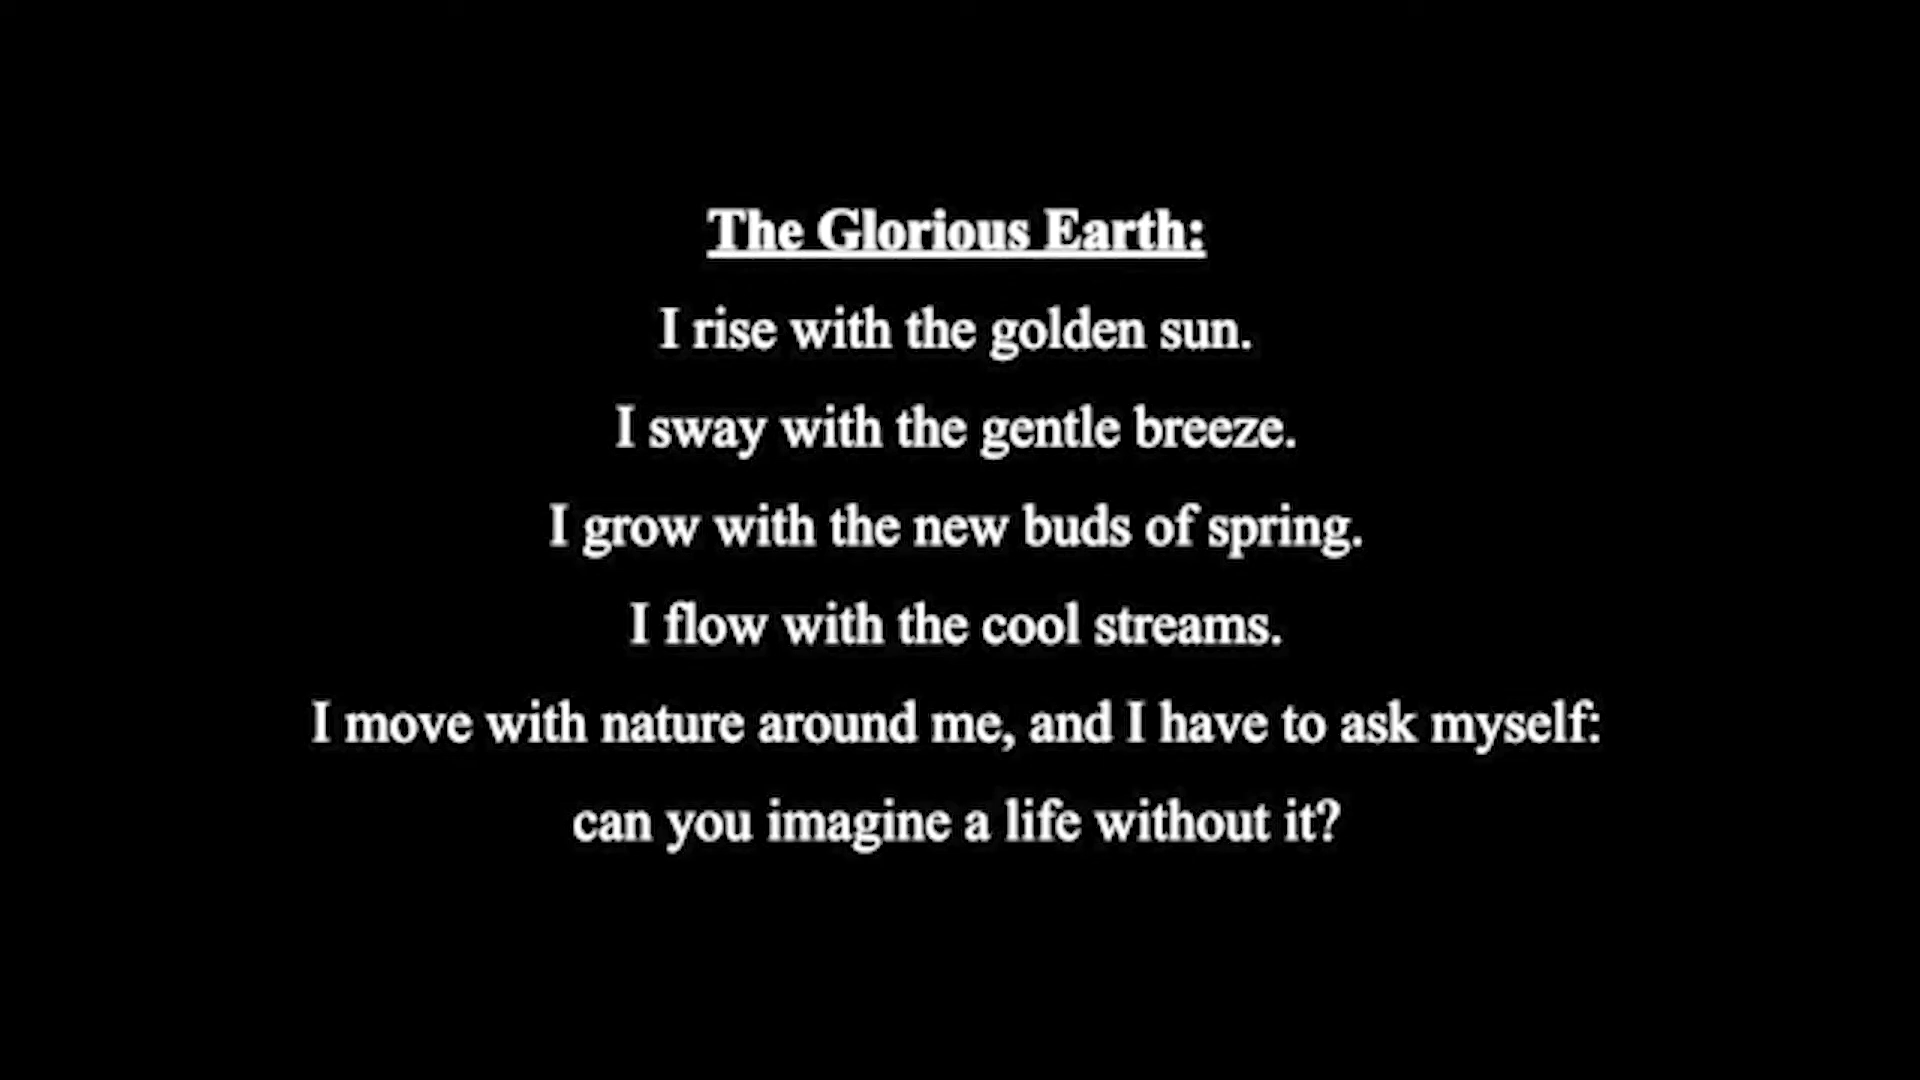 The Glorious Earth:
I rise with the golden sun.
I sway with the gentle breeze.
I grow with the new buds of spring.
I flow with the cool streams.
I move with nature around me, and I have to ask myself:
can you imagine a life without it?